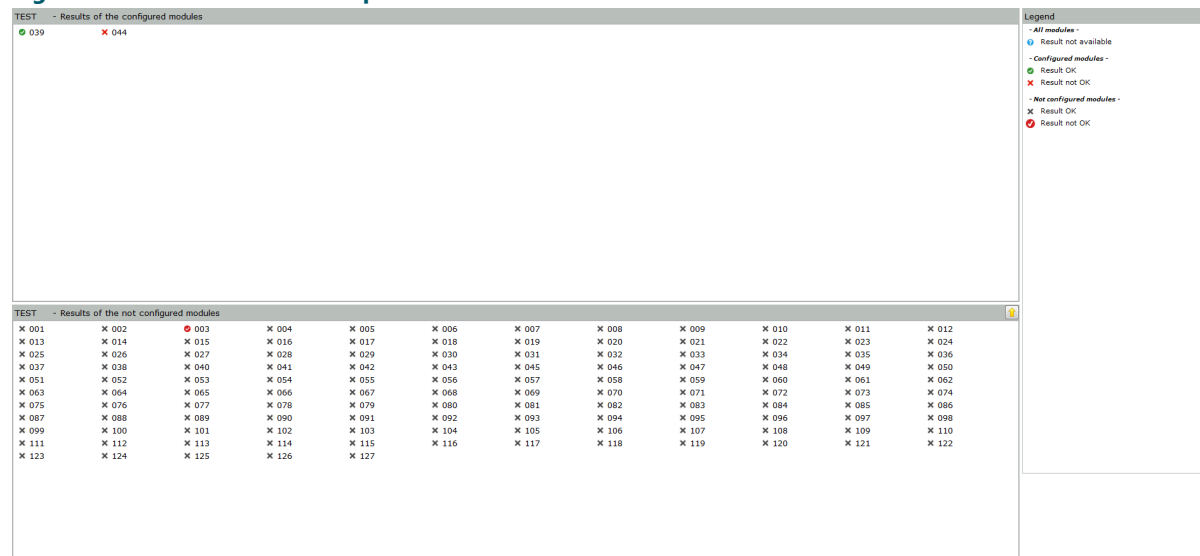 TEST - Results of the configured modules
039 044
TEST - Results of the not configured modules
001 002 003 004 005 006 007 008 009 010 011 012
013 014 015 016 017 018 019 020 021 022 023 024
025 026 027 028 029 030 031 032 033 034 035 036
037 038 040 041 042 043 045 046 047 048 049 050
051 052 053 054 055 056 057 058 059 060 061 062
063 064 065 066 067 068 069 070 071 072 073 074
075 076 077 078 079 080 081 082 083 084 085 086
087 088 089 090 091 092 093 094 095 096 097 098
099 100 101 102 103 104 105 106 107 108 109 110
111 112 113 114 115 116 117 118 119 120 121 122
123 124 125 126 127
Legend
- All modules -
Result not available
- Configured modules -
Result OK
Result not OK
- Not configured modules -
Result OK
Result not OK